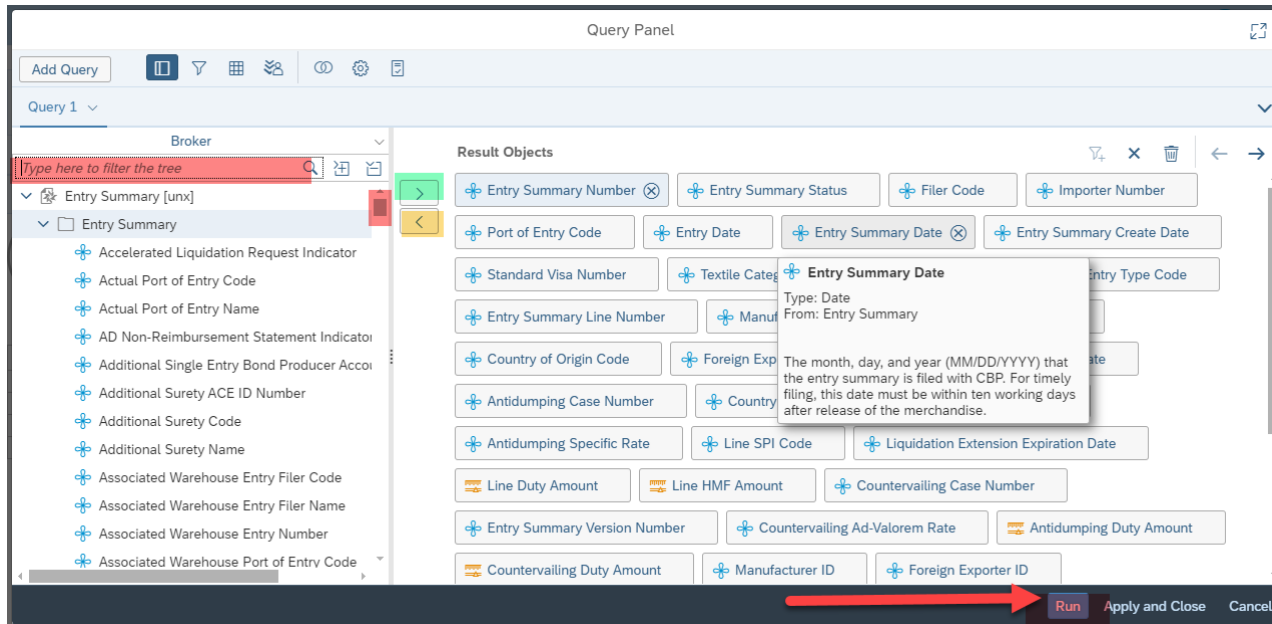 Query Panel
Add Query
Query 1
Broker
Type here to filter the tree
Entry Summary [unx]
Entry Summary
Accelerated Liquidation Request Indicator
Actual Port of Entry Code
Actual Port of Entry Name
AD Non-Reimbursement Statement Indicator
Additional Single Entry Bond Producer Accou
Additional Surety ACE ID Number
Additional Surety Code
Additional Surety Name
Associated Warehouse Entry Filer Code
Associated Warehouse Entry Filer Name
Associated Warehouse Entry Number
Associated Warehouse Port of Entry Code
Result Objects
Entry Summary Number Entry Summary Status Filer Code Importer Number
Port of Entry Code Entry Date Entry Summary Date Entry Summary Create Date
Standard Visa Number Textile Categ Entry Type Code
Entry Summary Line Number Manuf
Country of Origin Code Foreign Exp ate
Antidumping Case Number Country
Entry Summary Date
Type: Date
From: Entry Summary
The month, day, and year (MM/DD/YYYY) that
the entry summary is filed with CBP. For timely
filing, this date must be within ten working days
after release of the merchandise.
Antidumping Specific Rate Line SPI Code Liquidation Extension Expiration Date
Line Duty Amount Line HMF Amount Countervailing Case Number
Entry Summary Version Number Countervailing Ad-Valorem Rate Antidumping Duty Amount
Countervailing Duty Amount Manufacturer ID Foreign Exporter ID
Run Apply and Close Cancel